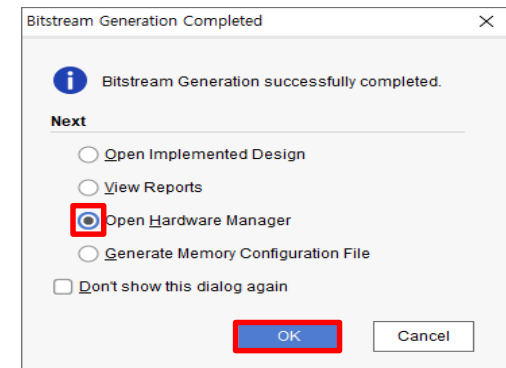 Bitstream Generation Completed
Bitstream Generation successfully completed.
Next
Open Implemented Design
View Reports
Open Hardware Manager
Generate Memory Configuration File
Don't show this dialog again
OK
Cancel